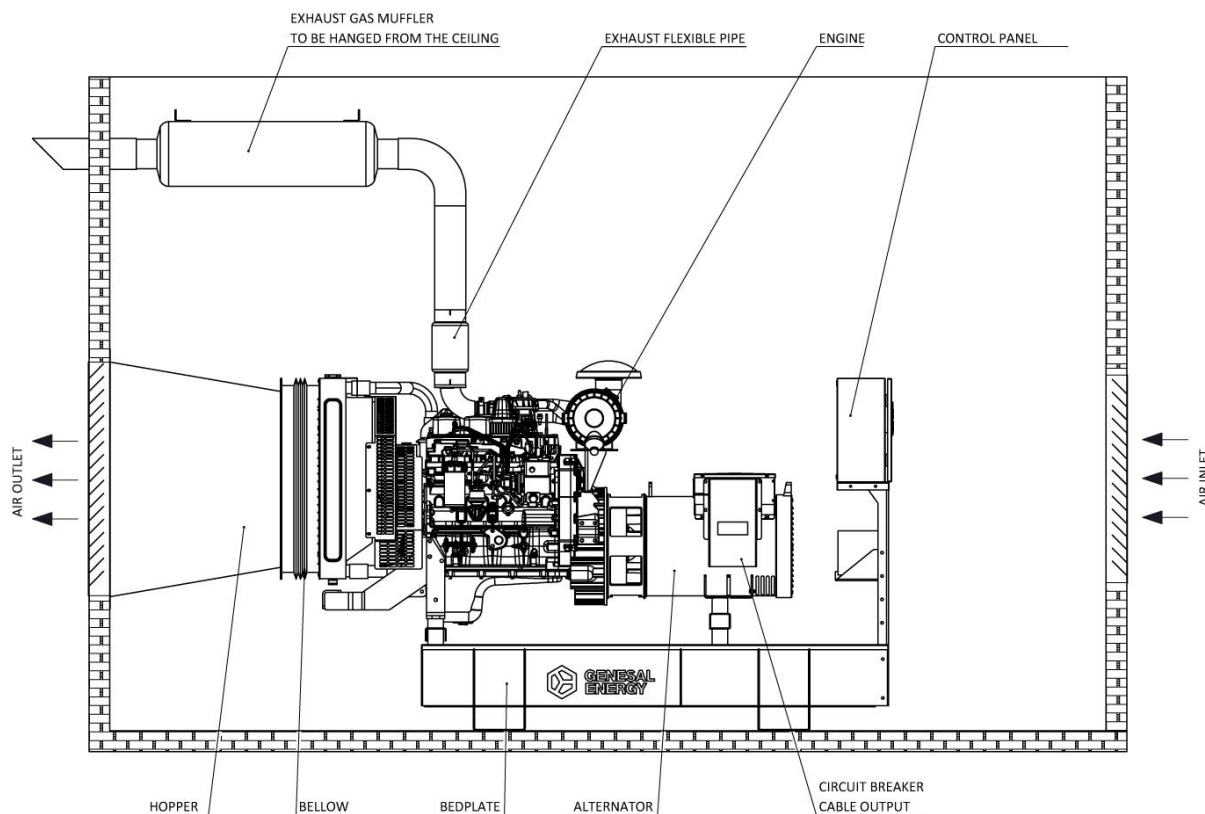 EXHAUST GAS MUFFLER
TO BE HANGED FROM THE CEILING
EXHAUST FLEXIBLE PIPE
ENGINE
CONTROL PANEL
AIR OUTLET
AIR INLET
GENESAL
ENERGY
HOPPER
BELLOW
BEDPLATE
ALTERNATOR
CIRCUIT BREAKER
CABLE OUTPUT